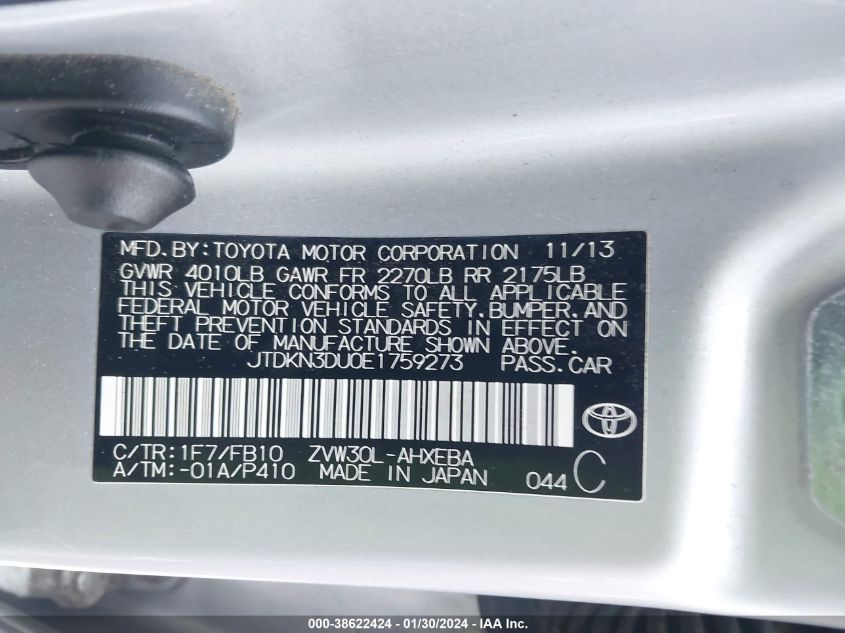 MFD.BY:TOYOTA MOTOR CORPORATION 11/13
GVWR 4010LB GAWR FR 2270LB RR 2175LB
THIS VEHICLE CONFORMS TO ALL APPLICABLE
FEDERAL MOTOR VEHICLE SAFETY,BUMPER,AND
THEFT PREVENTION STANDARDS IN EFFECT ON
THE DATE OF MANUFACTURE SHOWN ABOVE.
JTDKN3DU0E1759273 PASS.CAR
C/TR:1F7/FB10 ZVW30L-AHXEBA
A/TM:-01A/P410 MADE IN JAPAN 044 C
000-38622424 - 01/30/2024 - IAA Inc.